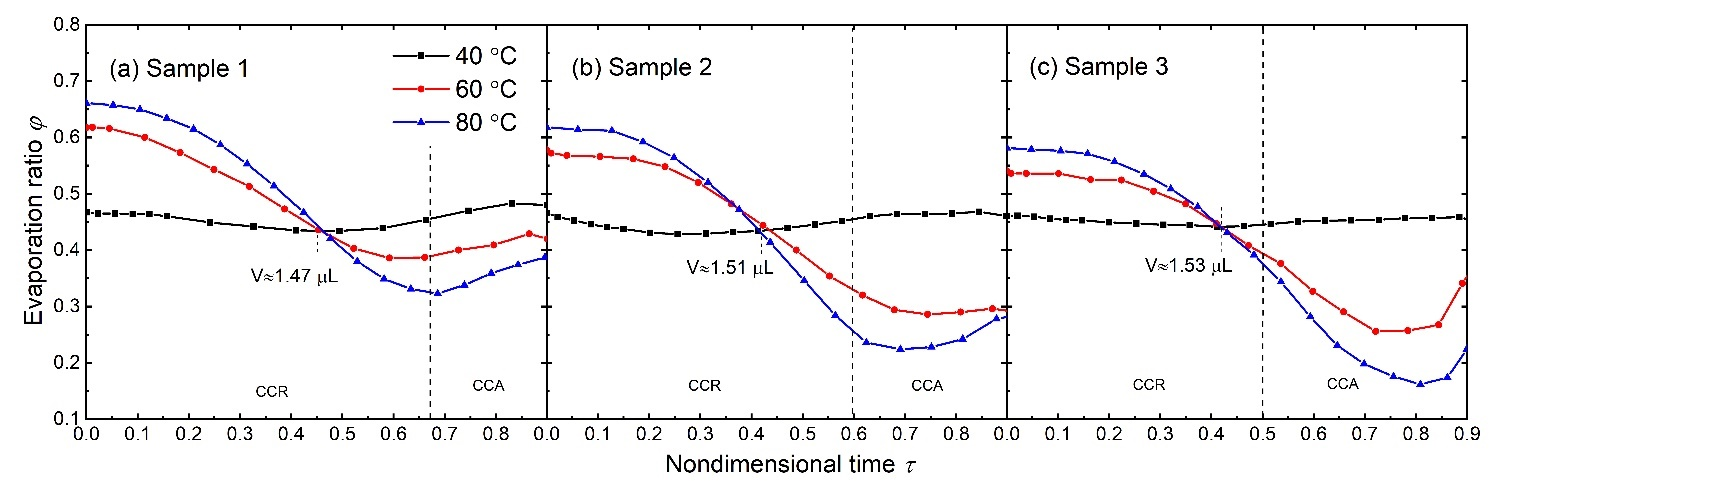 0.8
0.7
0.6
0.5
0.4
0.3
0.2
0.1
Evaporation ratio φ
(a) Sample 1
40 °C
60 °C
80 °C
V≈1.47 μL
CCR
CCA
(b) Sample 2
V≈1.51 μL
CCR
CCA
(c) Sample 3
V≈1.53 μL
CCR
CCA
0.0 0.1 0.2 0.3 0.4 0.5 0.6 0.7 0.8 0.0 0.1 0.2 0.3 0.4 0.5 0.6 0.7 0.8 0.0 0.1 0.2 0.3 0.4 0.5 0.6 0.7 0.8 0.9
Nondimensional time τ